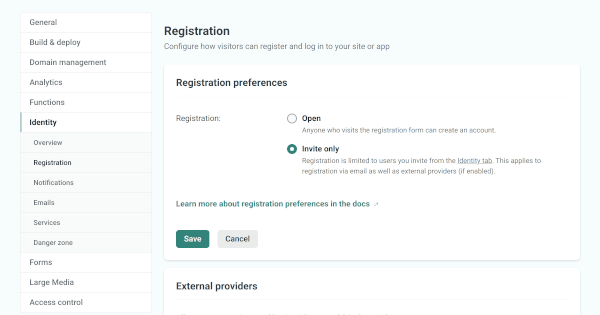 General
Build & deploy
Domain management
Analytics
Functions
Identity
Overview
Registration
Notifications
Emails
Services
Danger zone
Forms
Large Media
Access control
Registration
Configure how visitors can register and log in to your site or app
Registration preferences
Registration:
Open
Anyone who visits the registration form can create an account.
Invite only
Registration is limited to users you invite from the Identity tab. This applies to
registration via email as well as external providers (if enabled).
Learn more about registration preferences in the docs ↗
Save Cancel
External providers